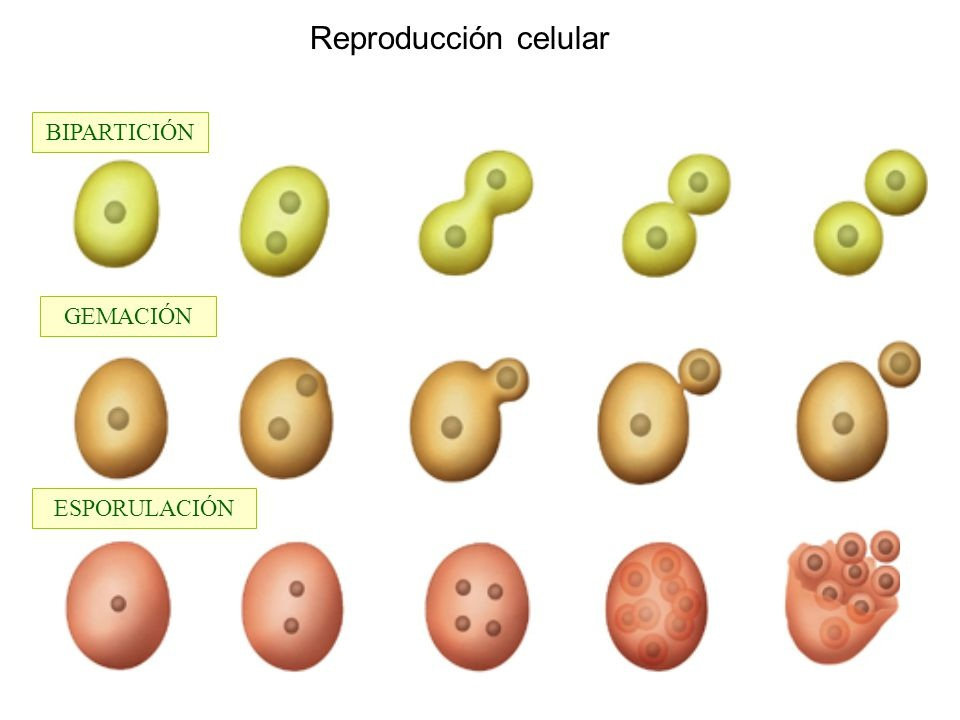 Reproducción celular
BIPARTICIÓN
GEMACIÓN
ESPORULACIÓN